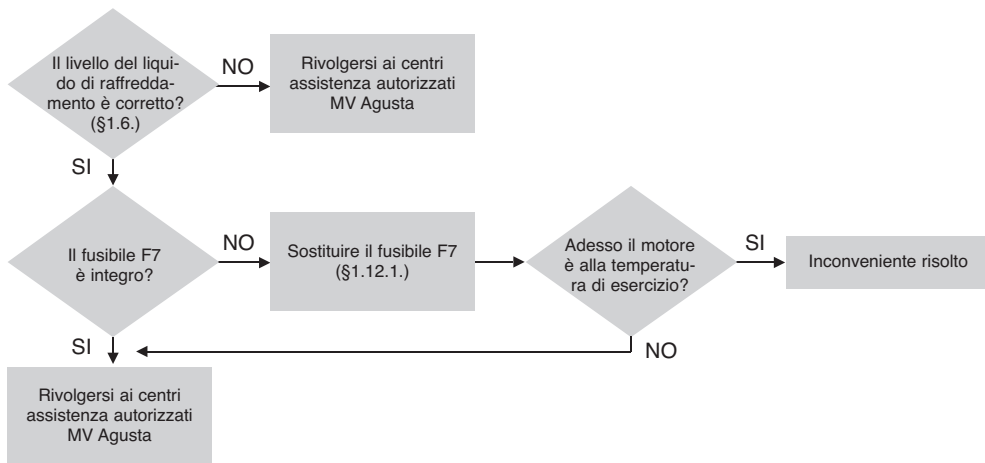 Il livello del liqui-
do di raffredda-
mento è corretto?
(§1.6.)
NO
Rivolgersi ai centri
assistenza autorizzati
MV Agusta
SI
Il fusibile F7
è integro?
NO
Sostituire il fusibile F7
(§1.12.1.)
Adesso il motore
è alla temperatu-
ra di esercizio?
SI
Inconveniente risolto
SI
NO
Rivolgersi ai centri
assistenza autorizzati
MV Agusta